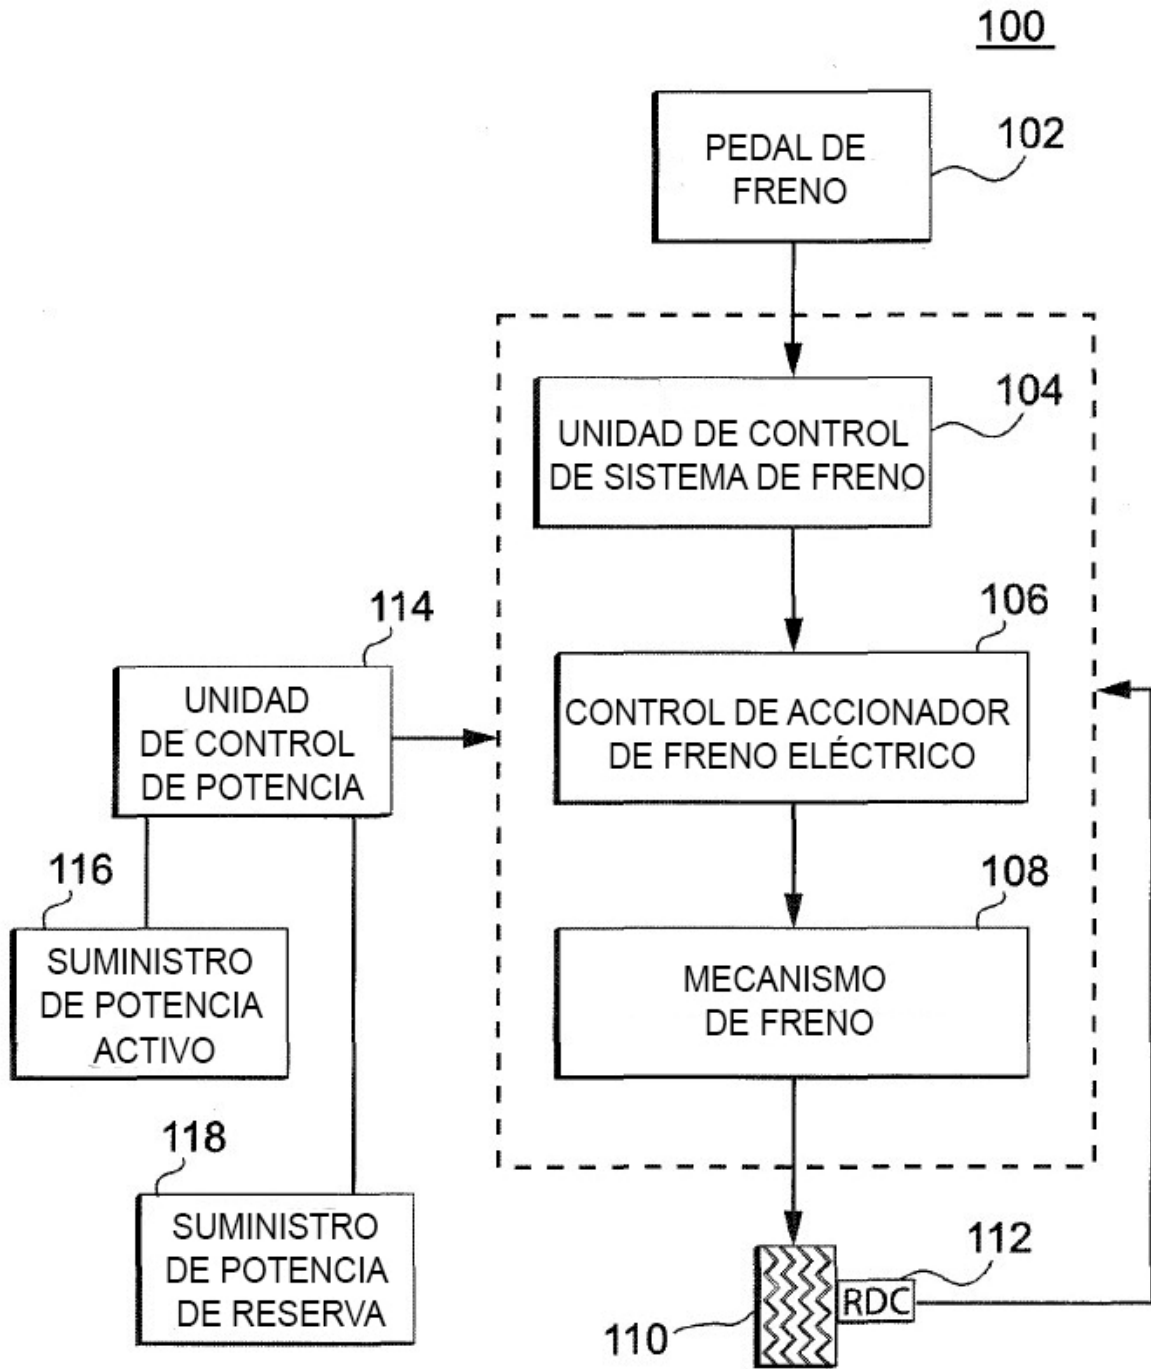 100
PEDAL DE
FRENO
102
UNIDAD DE CONTROL
DE SISTEMA DE FRENO
104
114
UNIDAD
DE CONTROL
DE POTENCIA
106
CONTROL DE ACCIONADOR
DE FRENO ELÉCTRICO
116
SUMINISTRO
DE POTENCIA
ACTIVO
108
MECANISMO
DE FRENO
118
SUMINISTRO
DE POTENCIA
DE RESERVA
110
RDC
112